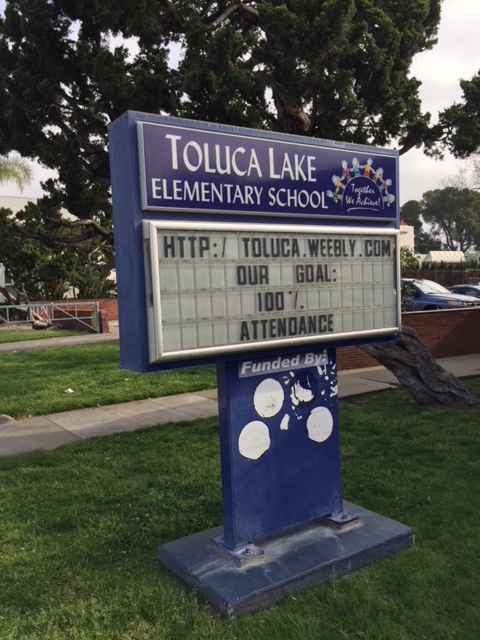 TOLUCA LAKE
ELEMENTARY SCHOOL
Together
We Achieve!
HTTP:/ TOLUCA.WEEBLY.COM
OUR GOAL:
100%
ATTENDANCE
Funded By: